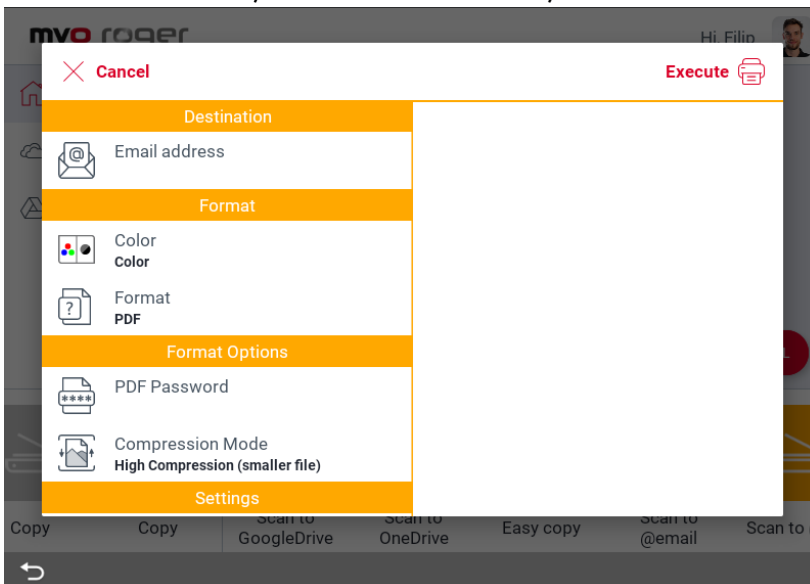 myo roger
Hi, Filip
Cancel
Execute
Destination
@
Email address
Format
Color
Color
?
Format
PDF
Format Options
****
PDF Password
Compression Mode
High Compression (smaller file)
Settings
L
Copy
Copy
Scan to
GoogleDrive
Scan to
OneDrive
Easy copy
Scan to
@email
Scan to